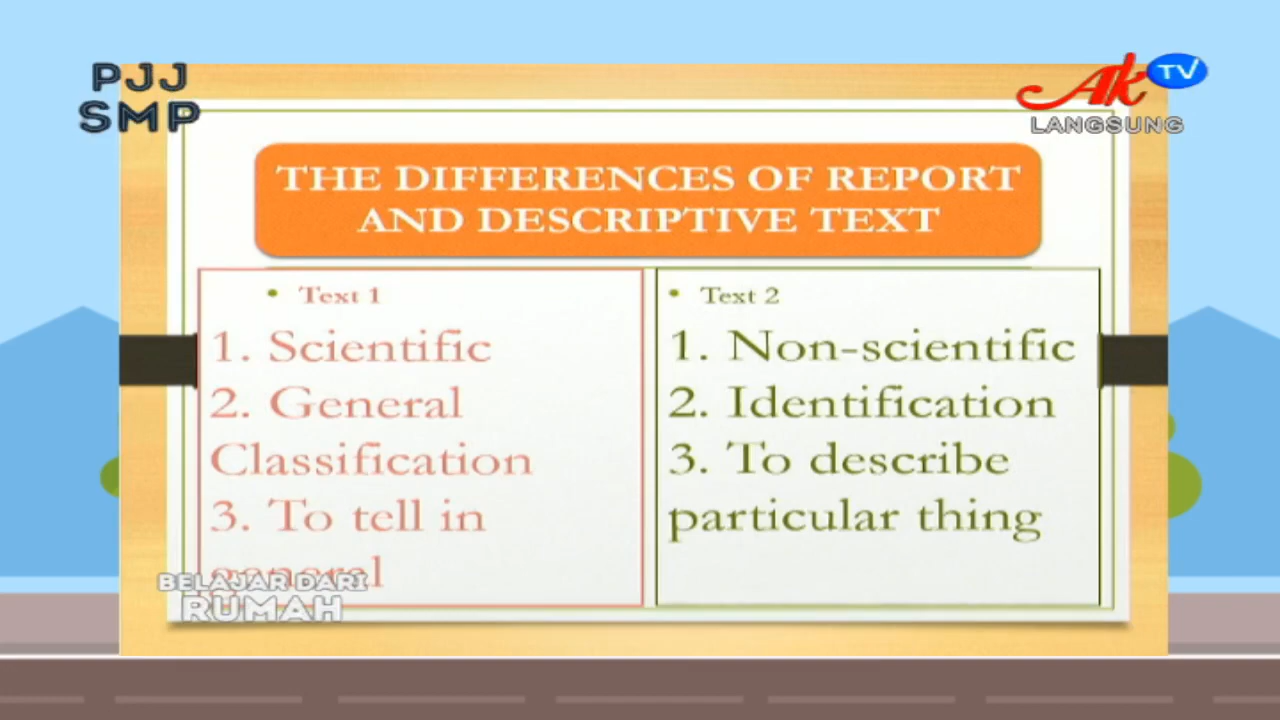 PJJ
SMP
Ak TV
LANGSUNG
THE DIFFERENCES OF REPORT
AND DESCRIPTIVE TEXT
• Text 1
1. Scientific
2. General
Classification
3. To tell in
general
• Text 2
1. Non-scientific
2. Identification
3. To describe
particular thing
BELAJAR DARI
RUMAH